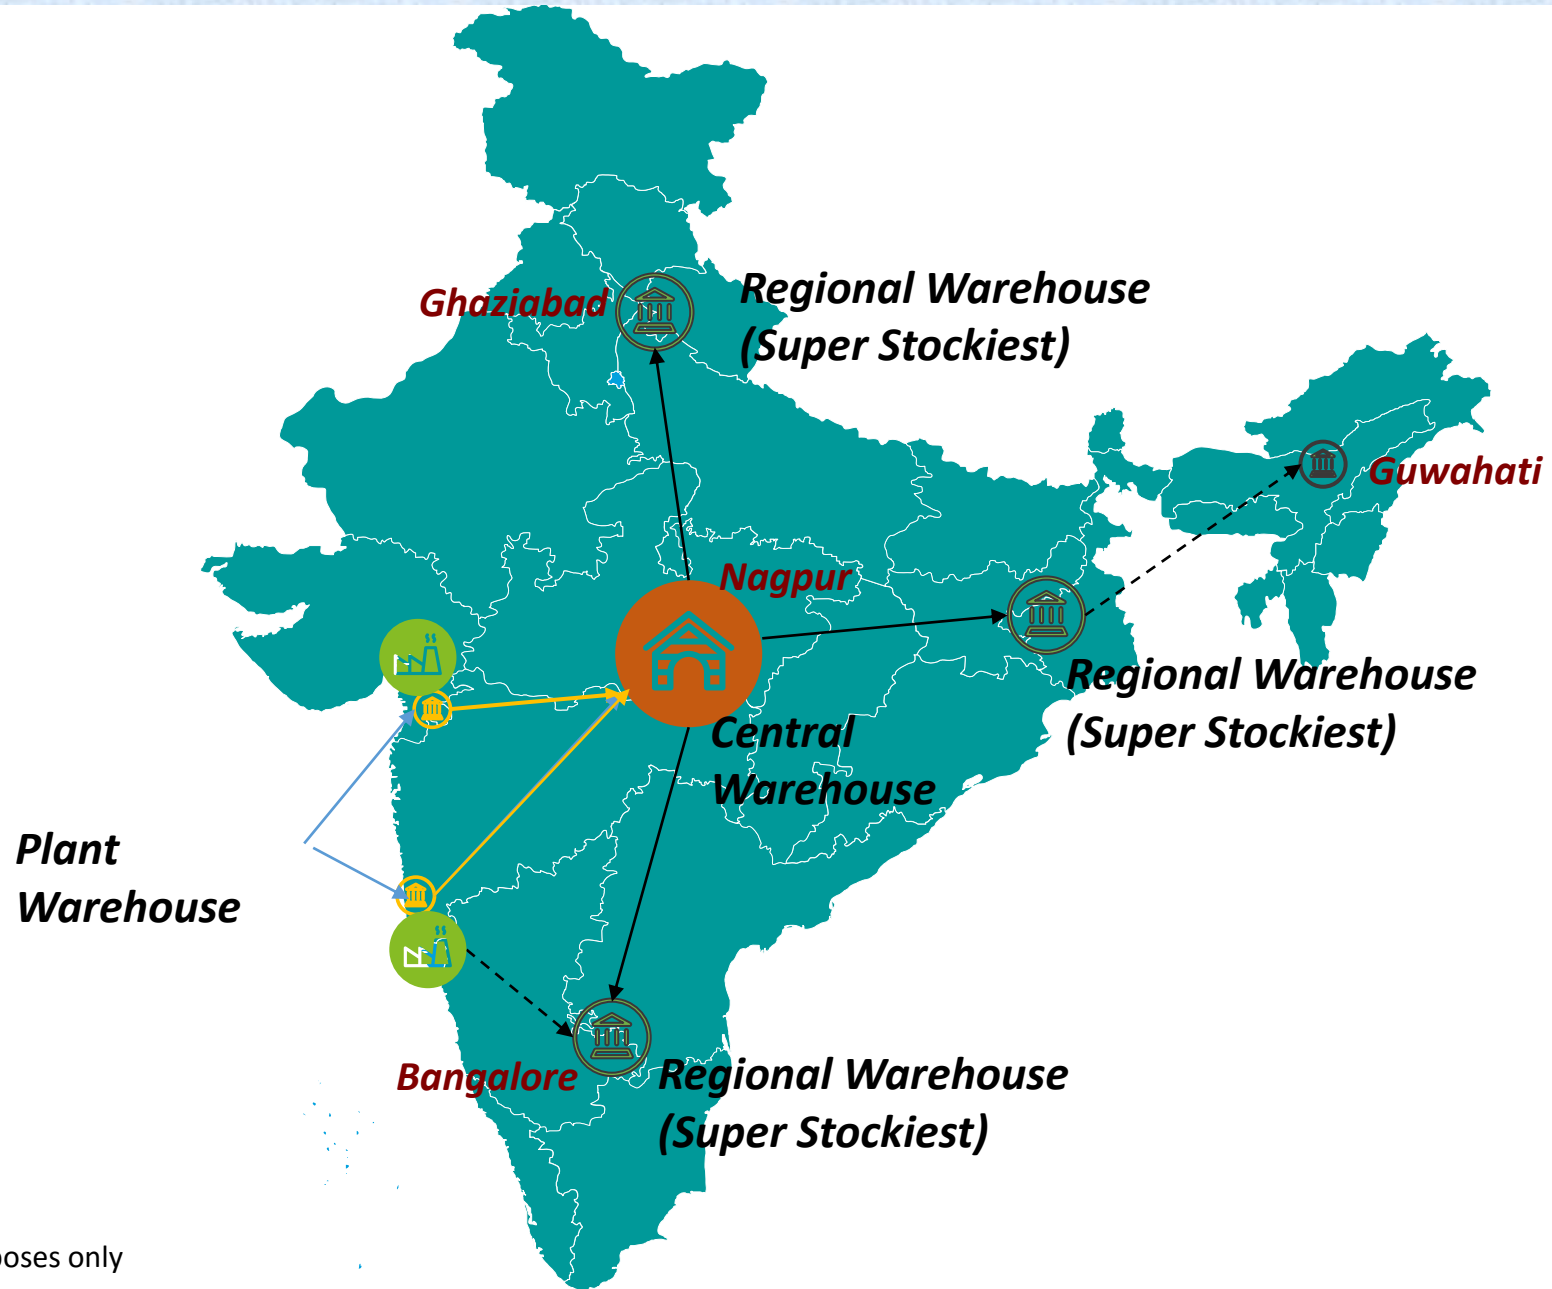 Ghaziabad
Regional Warehouse
(Super Stockiest)
Guwahati
Nagpur
Regional Warehouse
(Super Stockiest)
Central
Warehouse
Plant
Warehouse
Bangalore
Regional Warehouse
(Super Stockiest)
oses only